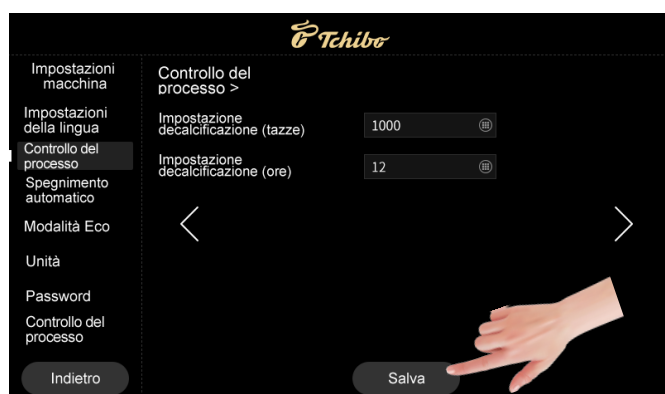 Tchibo
Impostazioni
macchina
Impostazioni
della lingua
Controllo del
processo
Spegnimento
automatico
Modalità Eco
Unità
Password
Controllo del
processo
Indietro
Controllo del
processo >
Impostazione
decalcificazione (tazze)
1000
Impostazione
decalcificazione (ore)
12
Salva